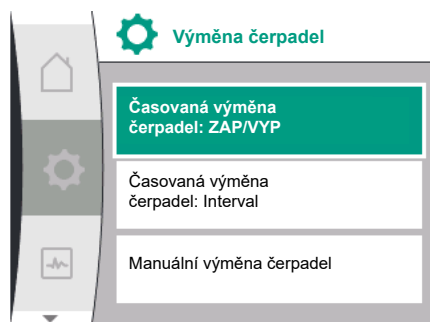 Výměna čerpadel
Časovaná výměna
čerpadel: ZAP/VYP
Časovaná výměna
čerpadel: Interval
Manuální výměna čerpadel